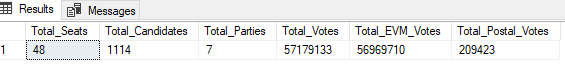 Results Messages
Total_Seats Total_Candidates Total_Parties Total_Votes Total_EVM_Votes Total_Postal_Votes
1 48 1114 7 57179133 56969710 209423